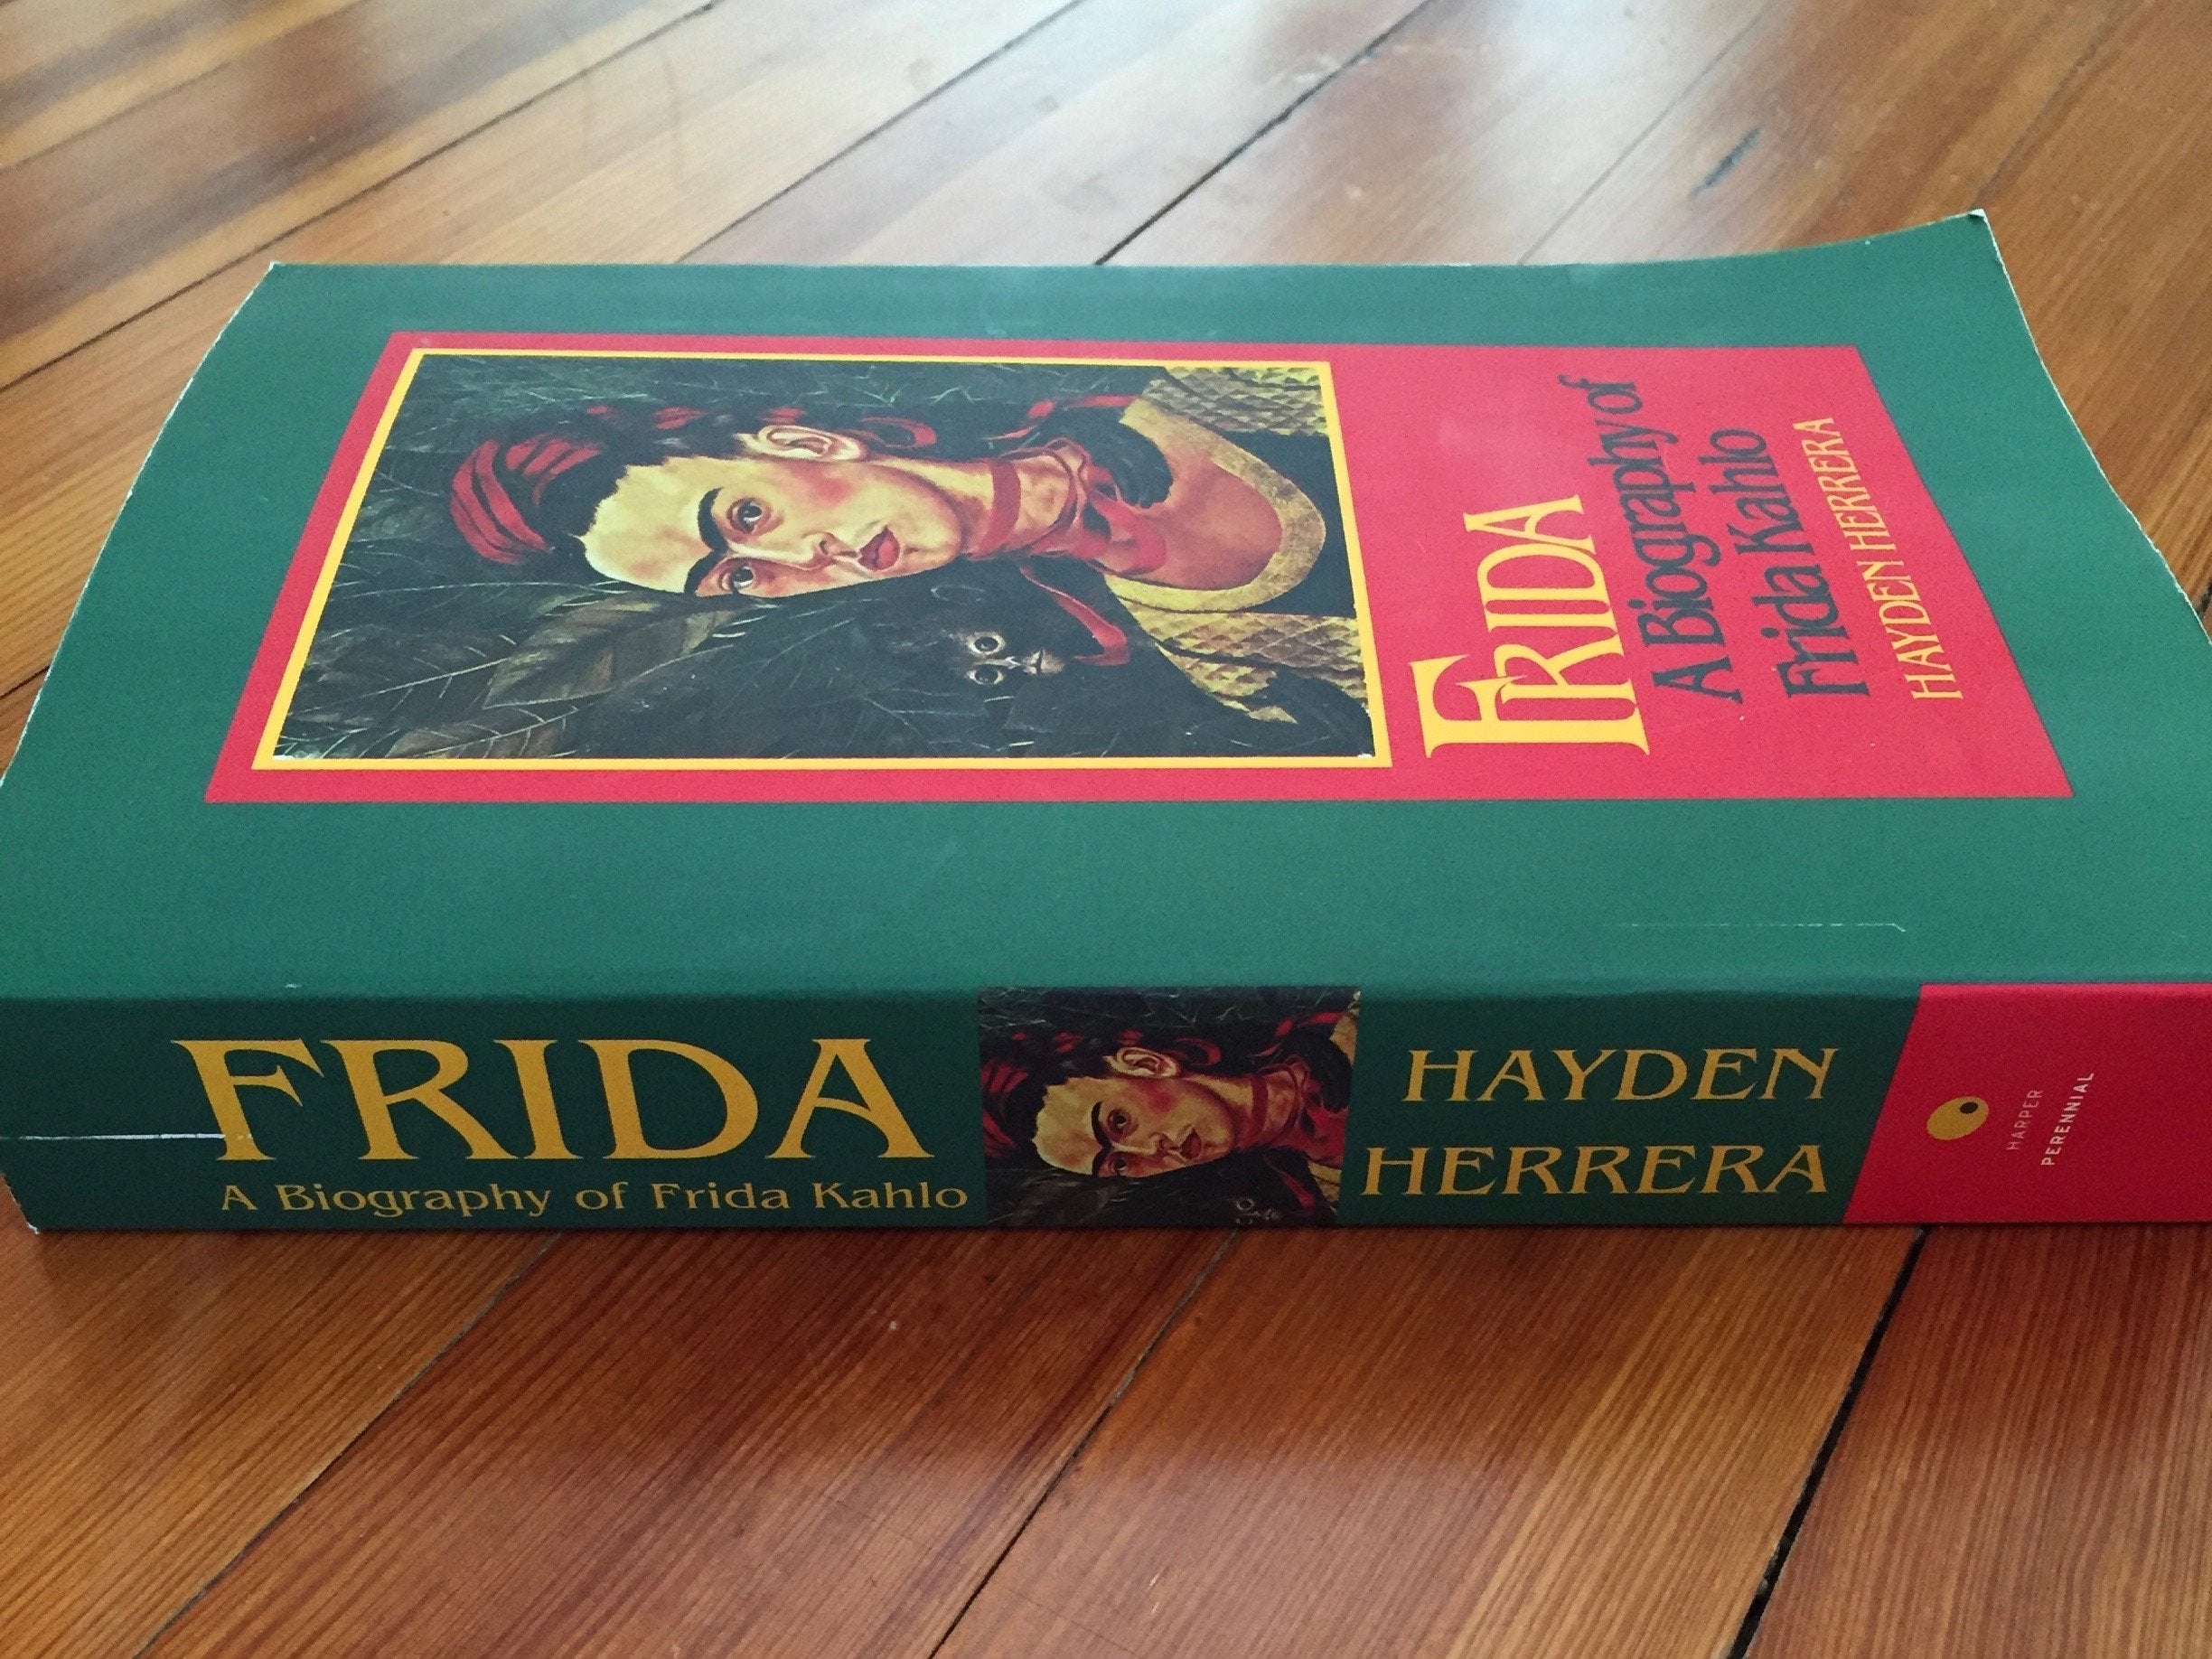 FRIDA
A Biography of
Frida Kahlo
HAYDEN HERRERA
FRIDA
A Biography of Frida Kahlo
HAYDEN
HERRERA
HARPER
PERENNIAL